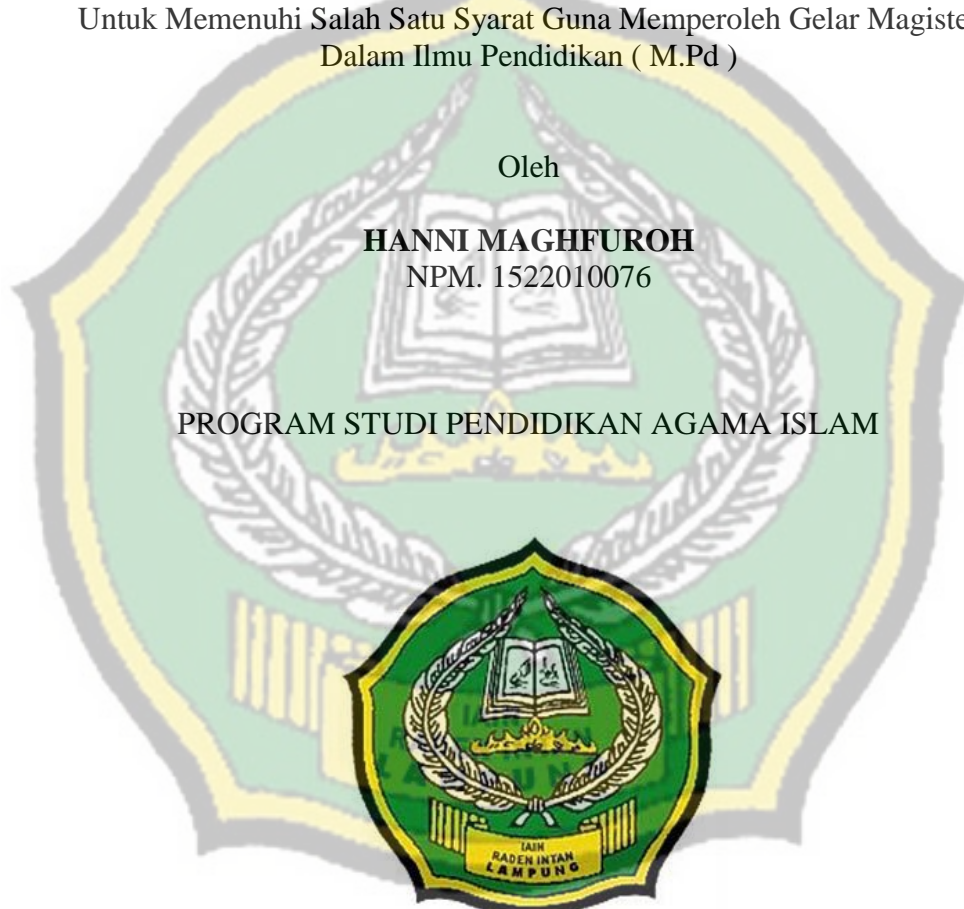 Untuk Memenuhi Salah Satu Syarat Guna Memperoleh Gelar Magiste
Dalam Ilmu Pendidikan ( M.Pd )
Oleh
HANNI MAGHFUROH
NPM. 1522010076
PROGRAM STUDI PENDIDIKAN AGAMA ISLAM
IAIN
RADEN INTAN
LAMPUNG